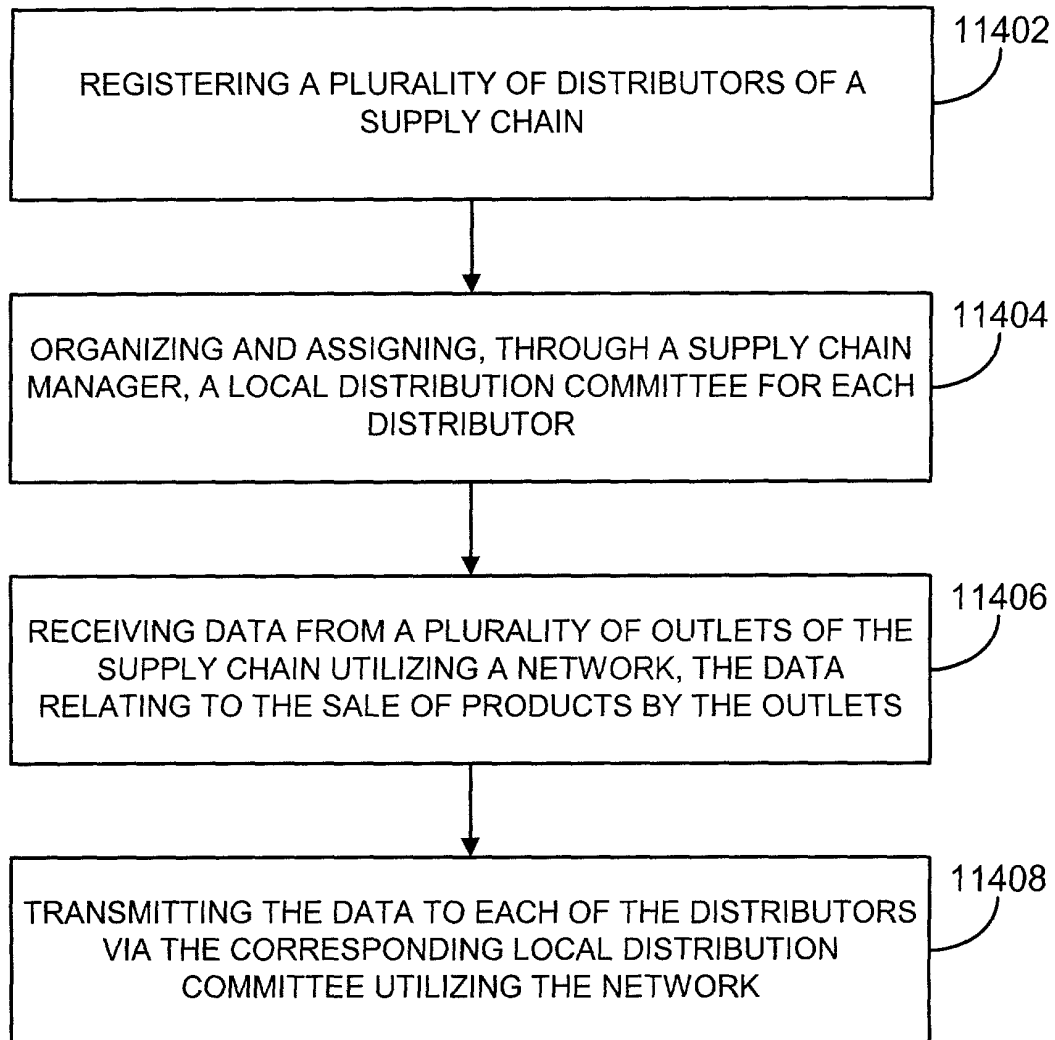 11402
REGISTERING A PLURALITY OF DISTRIBUTORS OF A
SUPPLY CHAIN
11404
ORGANIZING AND ASSIGNING, THROUGH A SUPPLY CHAIN
MANAGER, A LOCAL DISTRIBUTION COMMITTEE FOR EACH
DISTRIBUTOR
11406
RECEIVING DATA FROM A PLURALITY OF OUTLETS OF THE
SUPPLY CHAIN UTILIZING A NETWORK, THE DATA
RELATING TO THE SALE OF PRODUCTS BY THE OUTLETS
11408
TRANSMITTING THE DATA TO EACH OF THE DISTRIBUTORS
VIA THE CORRESPONDING LOCAL DISTRIBUTION
COMMITTEE UTILIZING THE NETWORK